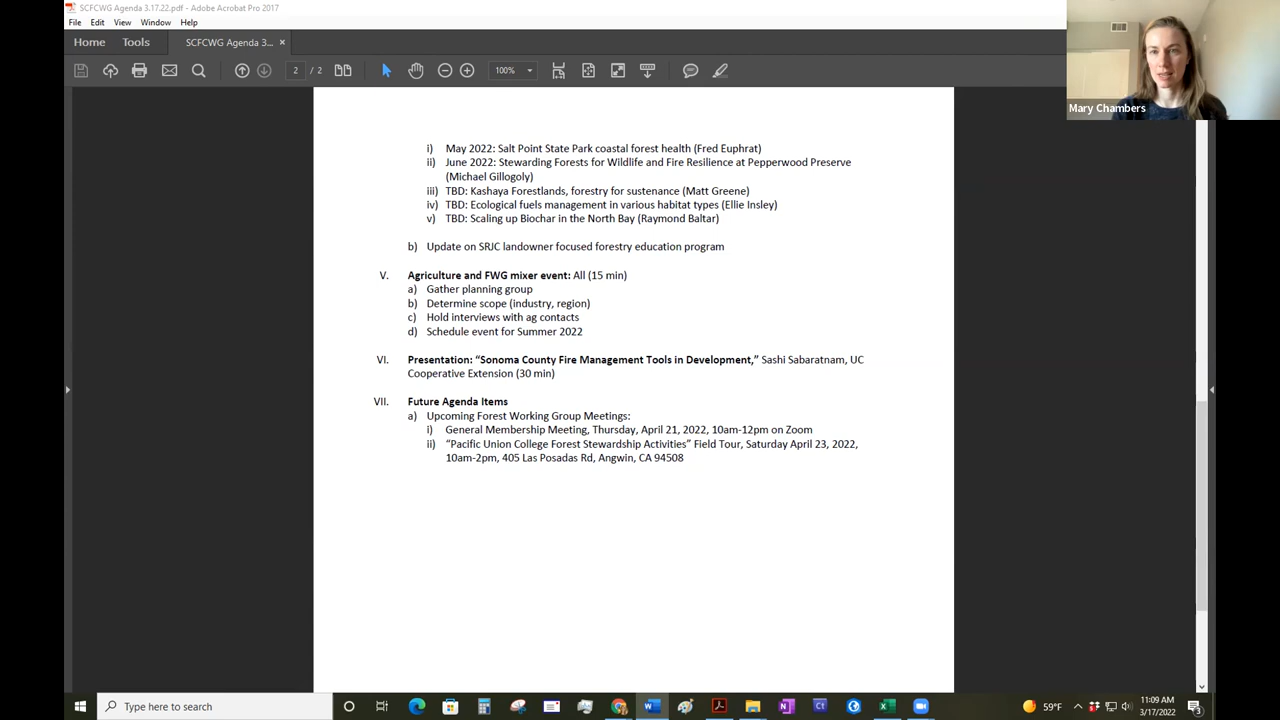 SCFCWG Agenda 3.17.22.pdf - Adobe Acrobat Pro 2017
File Edit View Window Help
Home Tools SCFCWG Agenda 3... ×
2 / 2 100%
Mary Chambers
i) May 2022: Salt Point State Park coastal forest health (Fred Euphrat)
ii) June 2022: Stewarding Forests for Wildlife and Fire Resilience at Pepperwood Preserve
(Michael Gillogoly)
iii) TBD: Kashaya Forestlands, forestry for sustenance (Matt Greene)
iv) TBD: Ecological fuels management in various habitat types (Ellie Insley)
v) TBD: Scaling up Biochar in the North Bay (Raymond Baltar)
b) Update on SRJC landowner focused forestry education program
V. Agriculture and FWG mixer event: All (15 min)
a) Gather planning group
b) Determine scope (industry, region)
c) Hold interviews with ag contacts
d) Schedule event for Summer 2022
VI. Presentation: “Sonoma County Fire Management Tools in Development,” Sashi Sabaratnam, UC
Cooperative Extension (30 min)
VII. Future Agenda Items
a) Upcoming Forest Working Group Meetings:
i) General Membership Meeting, Thursday, April 21, 2022, 10am-12pm on Zoom
ii) “Pacific Union College Forest Stewardship Activities” Field Tour, Saturday April 23, 2022,
10am-2pm, 405 Las Posadas Rd, Angwin, CA 94508
Type here to search
59°F
11:09 AM
3/17/2022
3